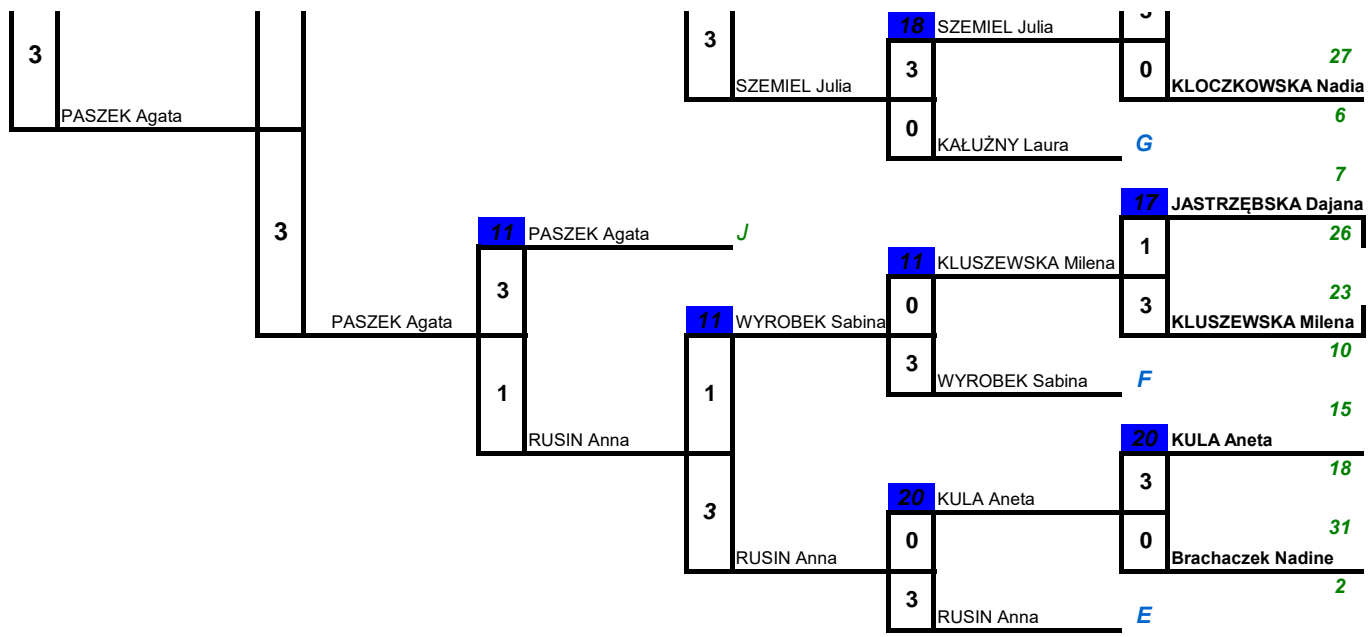 18 SZEMIEL Julia
3
3
3
0
27
SZEMIEL Julia
KLOCZKOWSKA Nadia
PASZEK Agata
6
0
KAŁUŻNY Laura
G
7
17 JASTRZĘBSKA Dajana
3
11 PASZEK Agata
J
26
1
11 KLUSZEWSKA Milena
3
0
3
23
PASZEK Agata
11 WYROBEK Sabina
KLUSZEWSKA Milena
10
3
WYROBEK Sabina
F
1
1
15
RUSIN Anna
20 KULA Aneta
18
3
20 KULA Aneta
3
0
0
31
RUSIN Anna
Brachaczek Nadine
2
3
RUSIN Anna
E